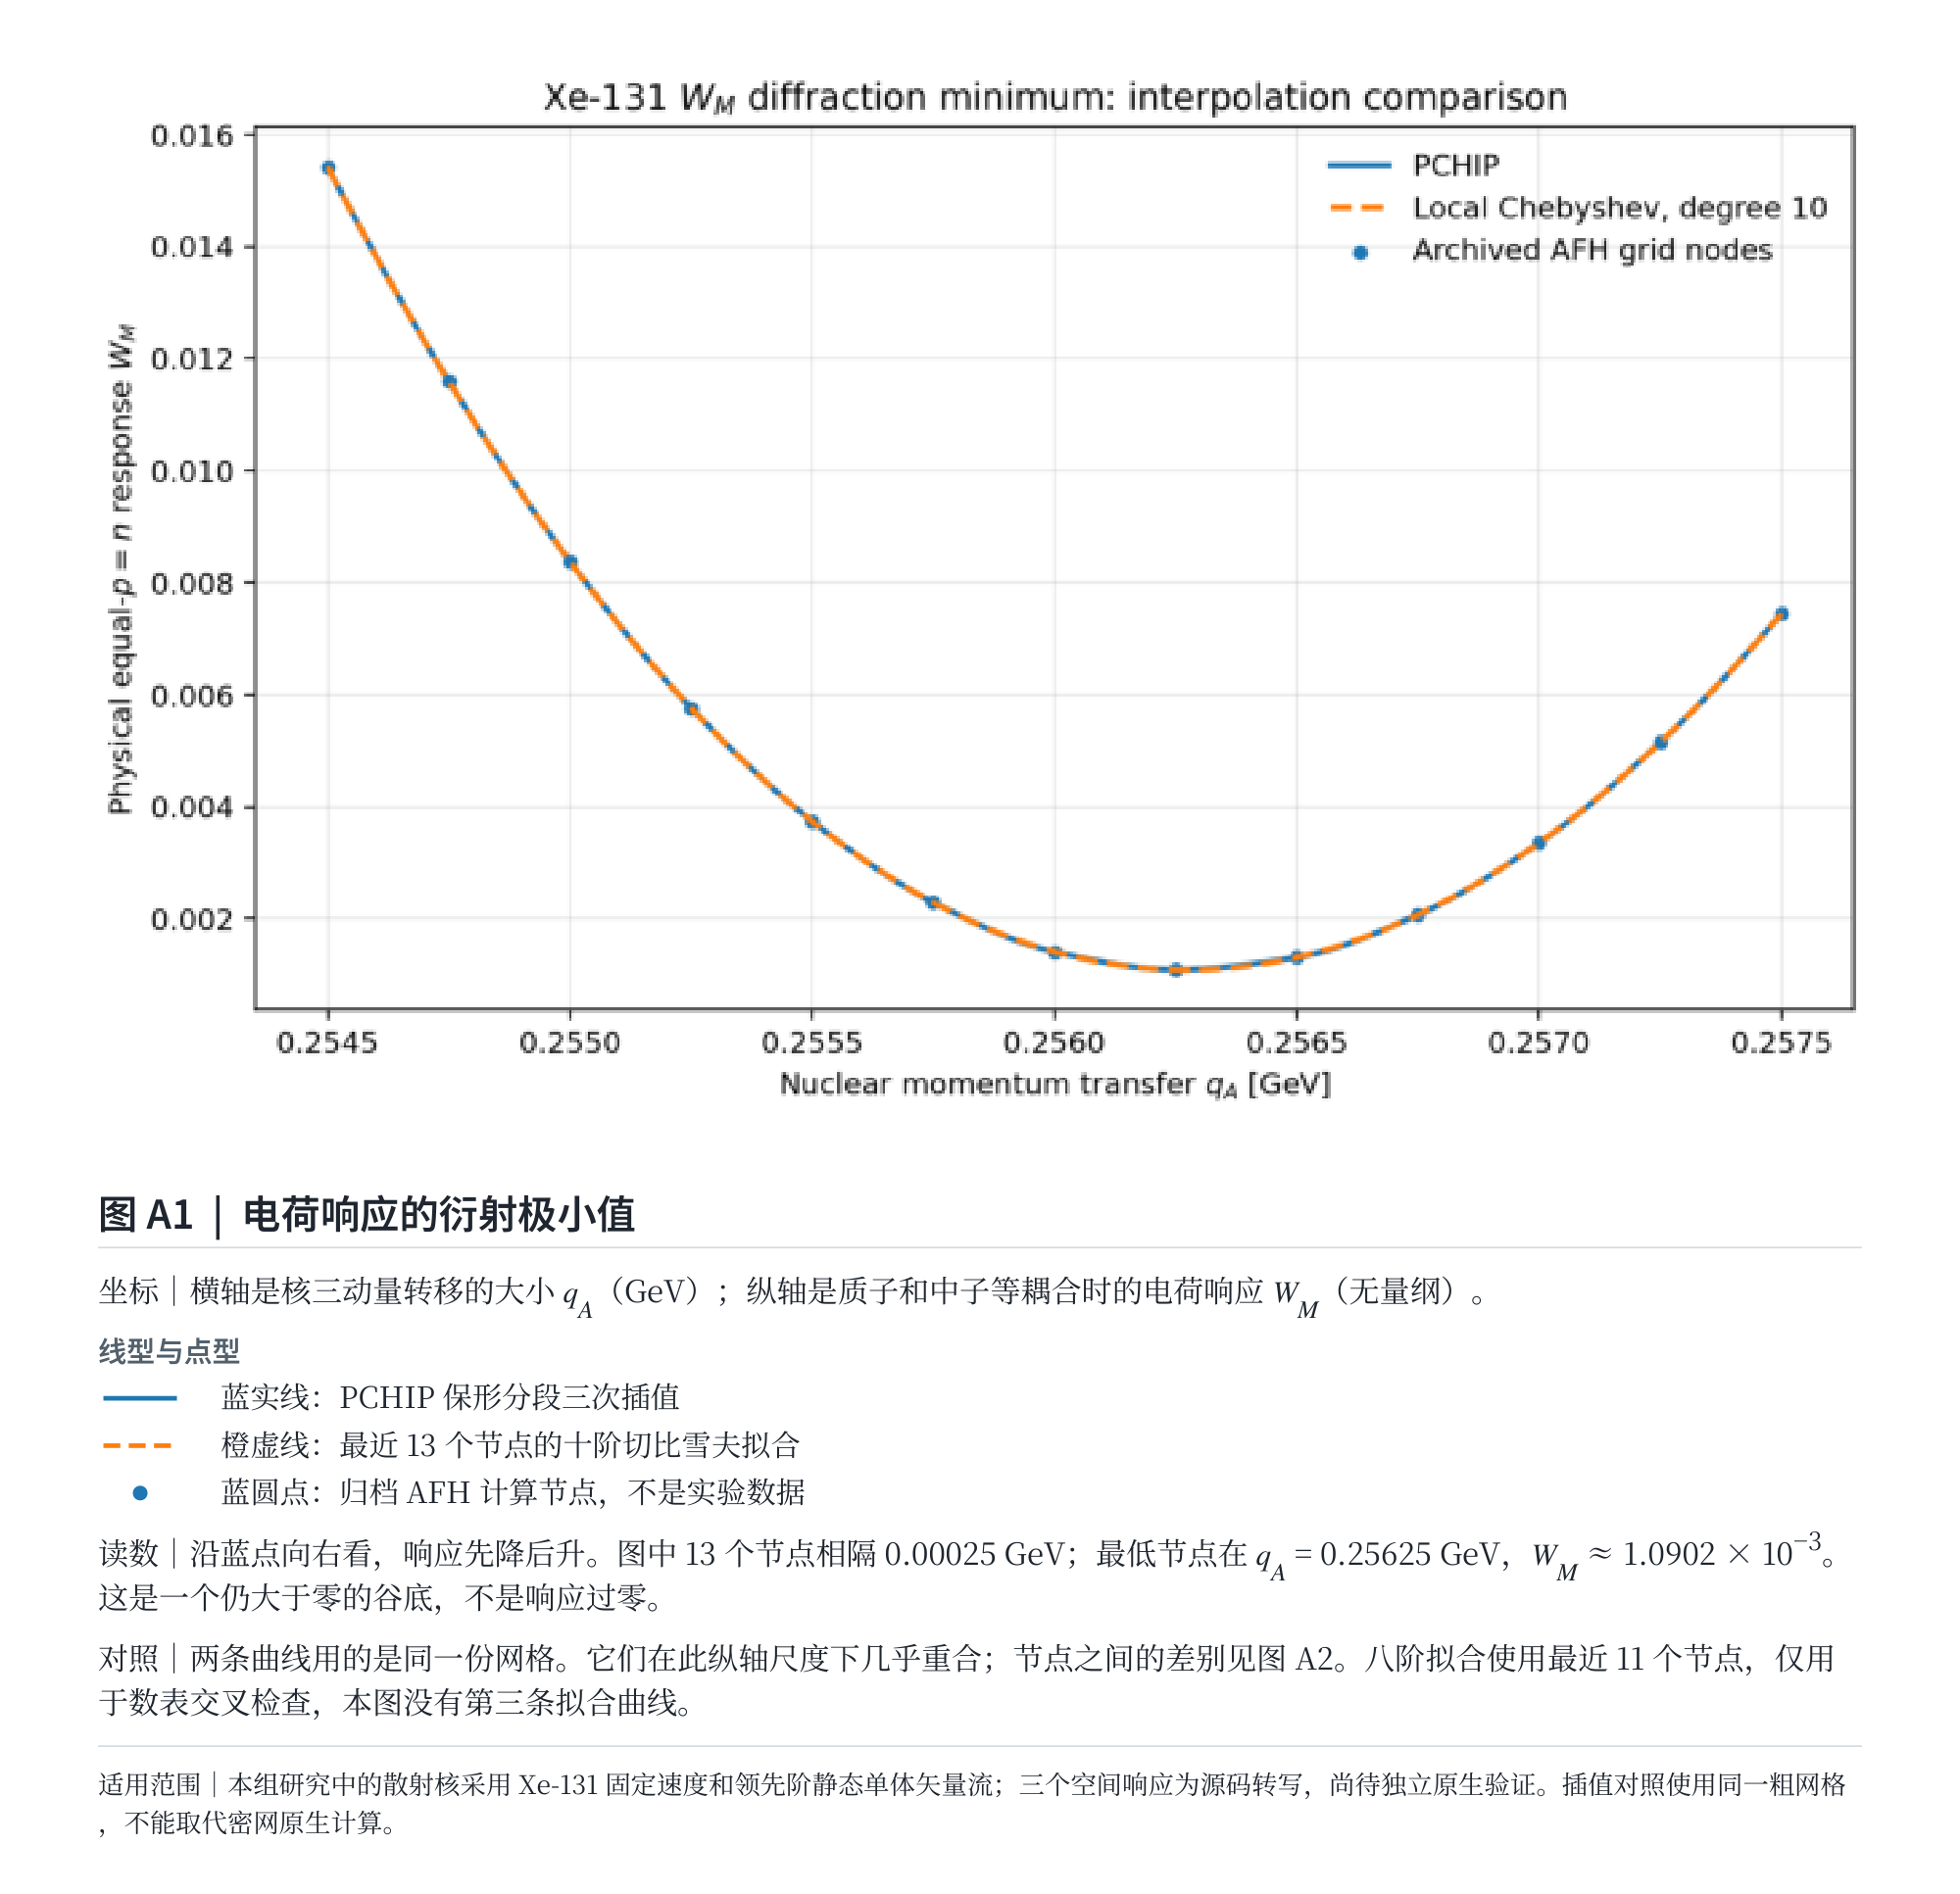 Xe-131 W_M diffraction minimum: interpolation comparison
PCHIP
Local Chebyshev, degree 10
Archived AFH grid nodes
Physical equal-p = n response W_M
0.016
0.014
0.012
0.010
0.008
0.006
0.004
0.002
0.2545 0.2550 0.2555 0.2560 0.2565 0.2570 0.2575
Nuclear momentum transfer q_A [GeV]
图 A1｜电荷响应的衍射极小值
坐标｜横轴是核三动量转移的大小 q_A（GeV）；纵轴是质子和中子等耦合时的电荷响应 W_M（无量纲）。
线型与点型
蓝实线：PCHIP 保形分段三次插值
橙虚线：最近 13 个节点的十阶切比雪夫拟合
蓝圆点：归档 AFH 计算节点，不是实验数据
读数｜沿蓝点向右看，响应先降后升。图中 13 个节点相隔 0.00025 GeV；最低节点在 q_A = 0.25625 GeV，W_M ≈ 1.0902 × 10^−3。
这是一个仍大于零的谷底，不是响应过零。
对照｜两条曲线用的是同一份网格。它们在此纵轴尺度下几乎重合；节点之间的差别见图 A2。八阶拟合使用最近 11 个节点，仅用
于数表交叉检查，本图没有第三条拟合曲线。
适用范围｜本组研究中的散射核采用 Xe-131 固定速度和领先阶静态单体矢量流；三个空间响应为源码转写，尚待独立原生验证。插值对照使用同一粗网格
，不能取代密网原生计算。